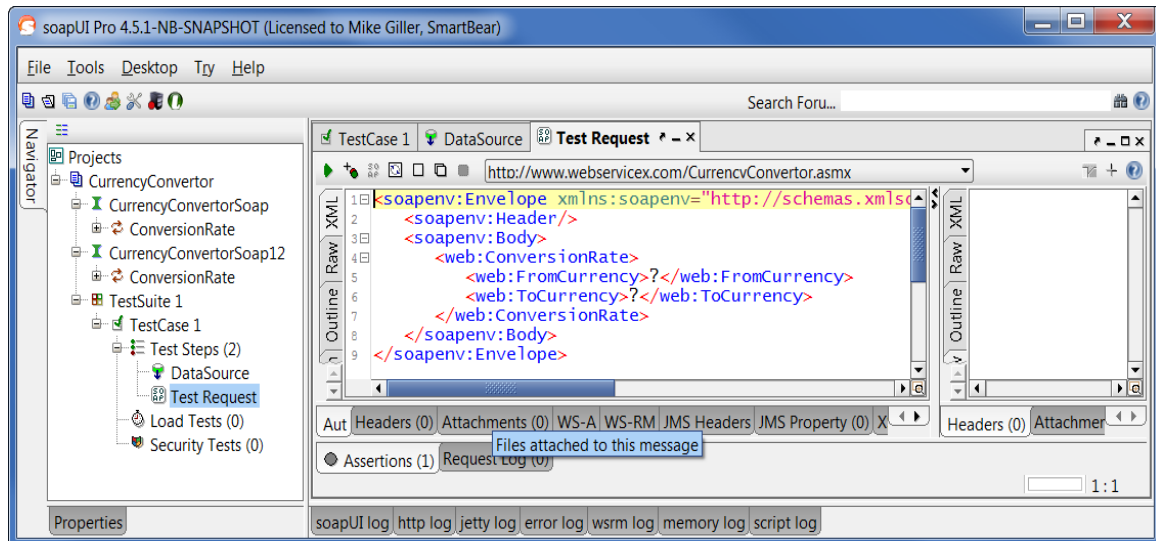 soapUI Pro 4.5.1-NB-SNAPSHOT (Licensed to Mike Giller, SmartBear)
File Tools Desktop Try Help
Search Foru...
Navigator
Projects
CurrencyConvertor
CurrencyConvertorSoap
ConversionRate
CurrencyConvertorSoap12
ConversionRate
TestSuite 1
TestCase 1
Test Steps (2)
DataSource
Test Request
Load Tests (0)
Security Tests (0)
Properties
TestCase 1 DataSource Test Request
http://www.webservicex.com/CurrencyConvertor.asmx
XML
Raw
Outline
1 <soapenv:Envelope xmlns:soapenv="http://schemas.xmlso
2 <soapenv:Header/>
3 <soapenv:Body>
4 <web:ConversionRate>
5 <web:FromCurrency>?</web:FromCurrency>
6 <web:ToCurrency>?</web:ToCurrency>
7 </web:ConversionRate>
8 </soapenv:Body>
9 </soapenv:Envelope>
XML
Raw
Outline
Aut Headers (0) Attachments (0) WS-A WS-RM JMS Headers JMS Property (0) X
Headers (0) Attachmer
Files attached to this message
Assertions (1) Request Log (0)
1:1
soapUI log http log jetty log error log wsrm log memory log script log